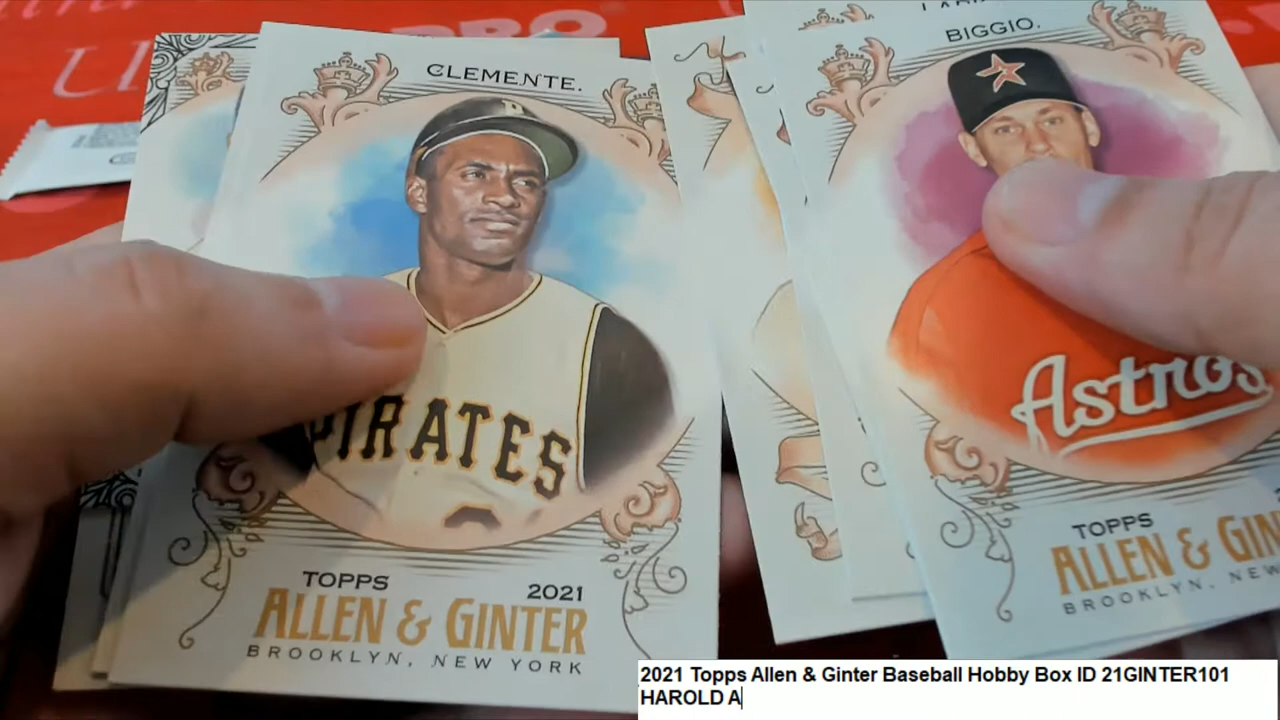 PRO
CLEMENTE.
PIRATES
TOPPS 2021
ALLEN & GINTER
BROOKLYN, NEW YORK
BIGGIO.
Astros
TOPPS
ALLEN & GIN
BROOKLYN, NEW
2021 Topps Allen & Ginter Baseball Hobby Box ID 21GINTER101
HAROLD A